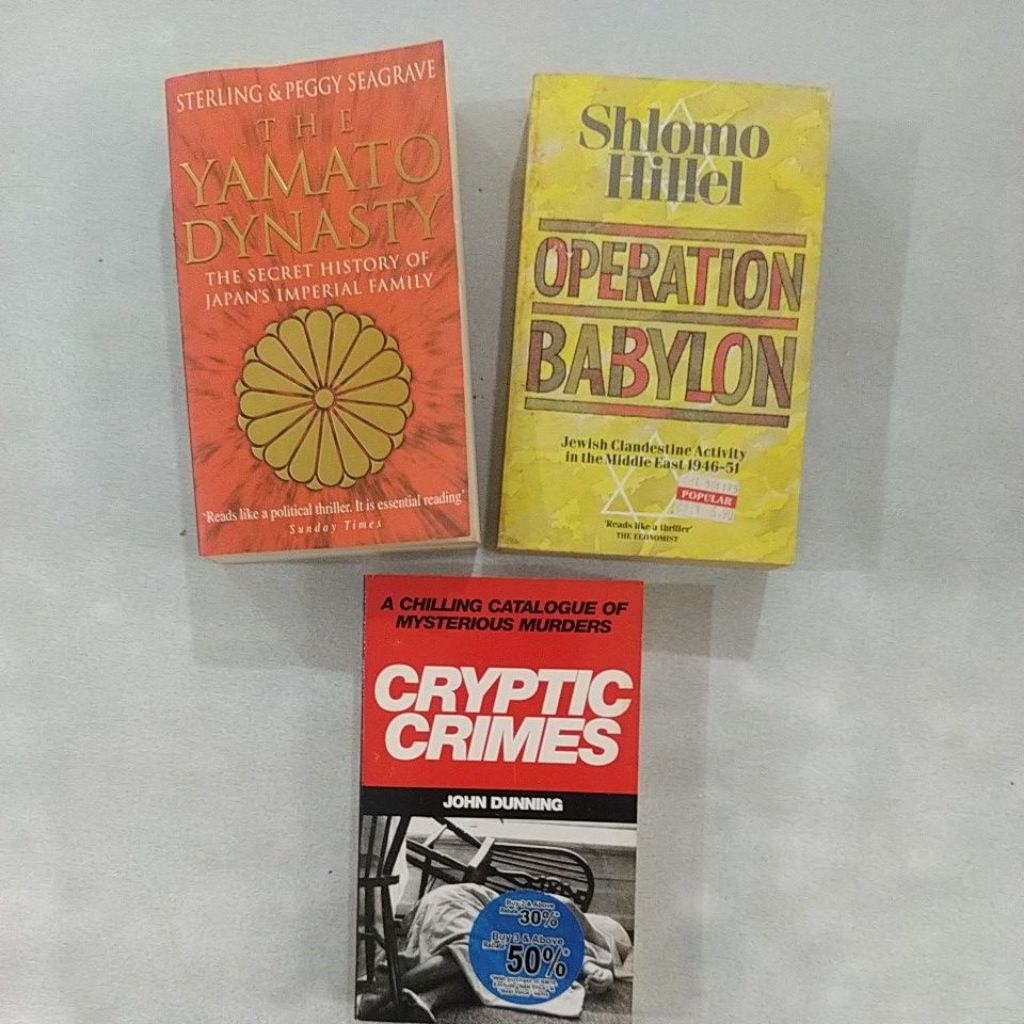 STERLING & PEGGY SEAGRAVE
THE
YAMATO
DYNASTY
THE SECRET HISTORY OF
JAPAN'S IMPERIAL FAMILY
'Reads like a political thriller. It is essential reading'
Sunday Times
Shlomo
Hillel
OPERATION
BABYLON
Jewish Clandestine Activity
in the Middle East 1946-51
POPULAR
'Reads like a thriller'
THE ECONOMIST
A CHILLING CATALOGUE OF
MYSTERIOUS MURDERS
CRYPTIC
CRIMES
JOHN DUNNING
Buy 2 & Above
Rebate 30%*
Buy 3 & Above
Rebate 50%*